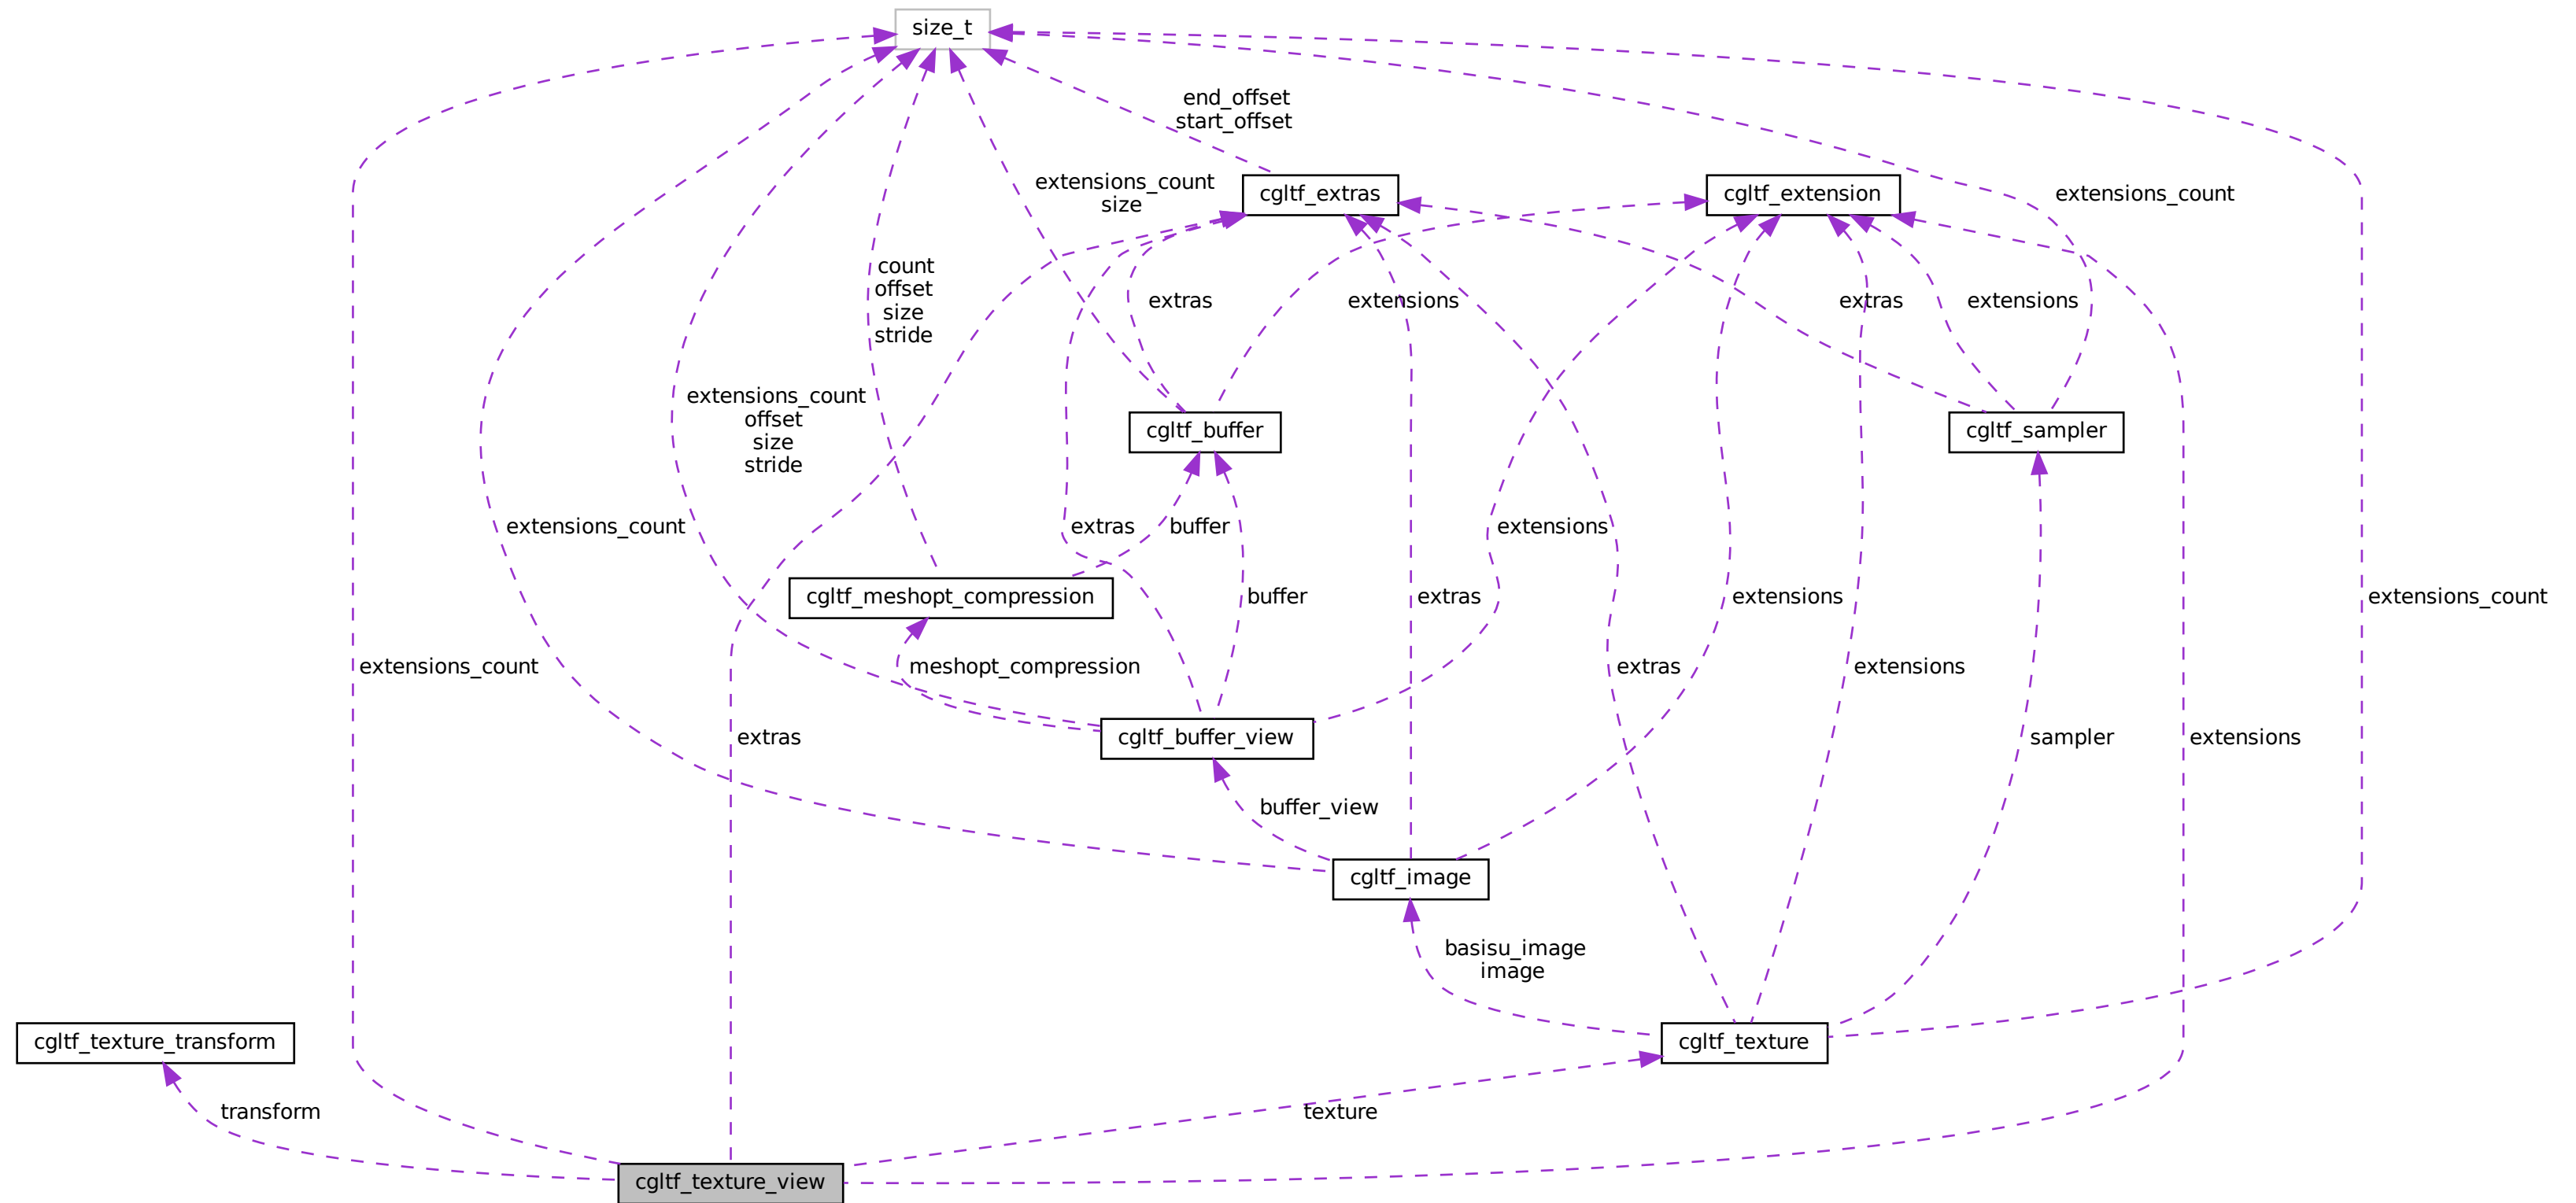 size_t
end_offset
start_offset
extensions_count
size
cgltf_extras
cgltf_extension
extensions_count
count
offset
size
stride
extras
extensions
extras
extensions
extensions_count
offset
size
stride
cgltf_buffer
cgltf_sampler
extensions_count
extras
buffer
extensions
cgltf_meshopt_compression
buffer
extras
extensions
extensions_count
extensions_count
meshopt_compression
extras
extensions
extras
cgltf_buffer_view
sampler
extensions
buffer_view
cgltf_image
basisu_image
image
cgltf_texture_transform
cgltf_texture
transform
texture
cgltf_texture_view